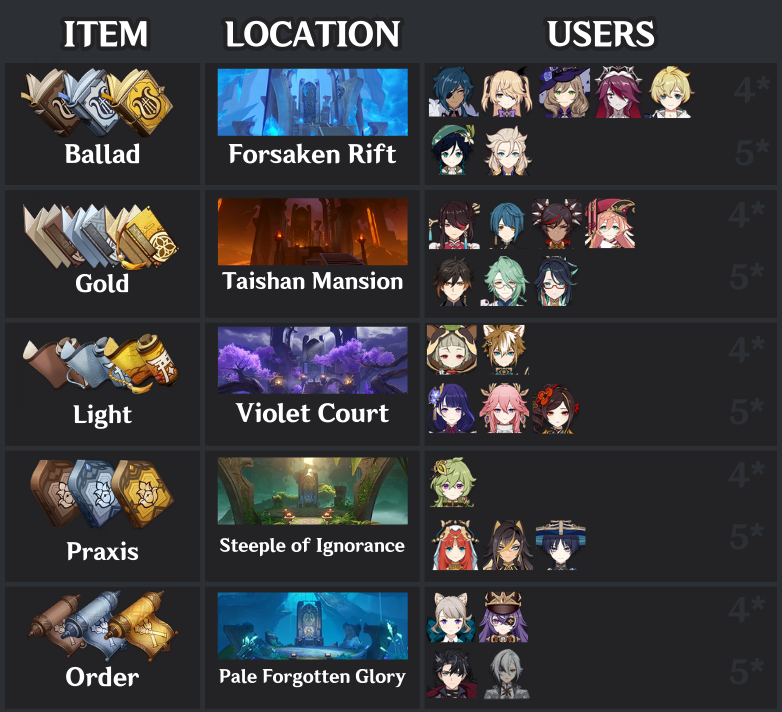 ITEM LOCATION USERS
Ballad Forsaken Rift 4*
5*
Gold Taishan Mansion 4*
5*
Light Violet Court 4*
5*
Praxis Steeple of Ignorance 4*
5*
Order Pale Forgotten Glory 4*
5*